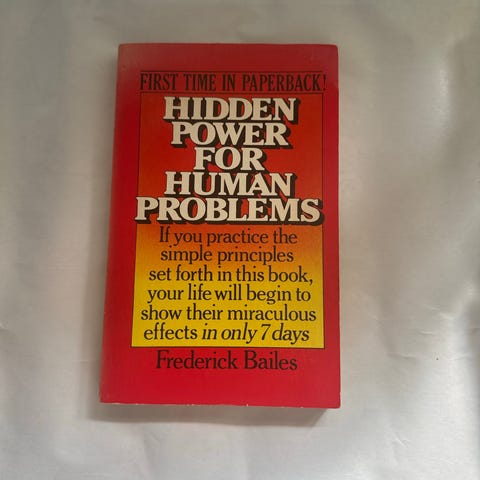 FIRST TIME IN PAPERBACK!
HIDDEN
POWER
FOR
HUMAN
PROBLEMS
If you practice the
simple principles
set forth in this book,
your life will begin to
show their miraculous
effects in only 7 days
Frederick Bailes